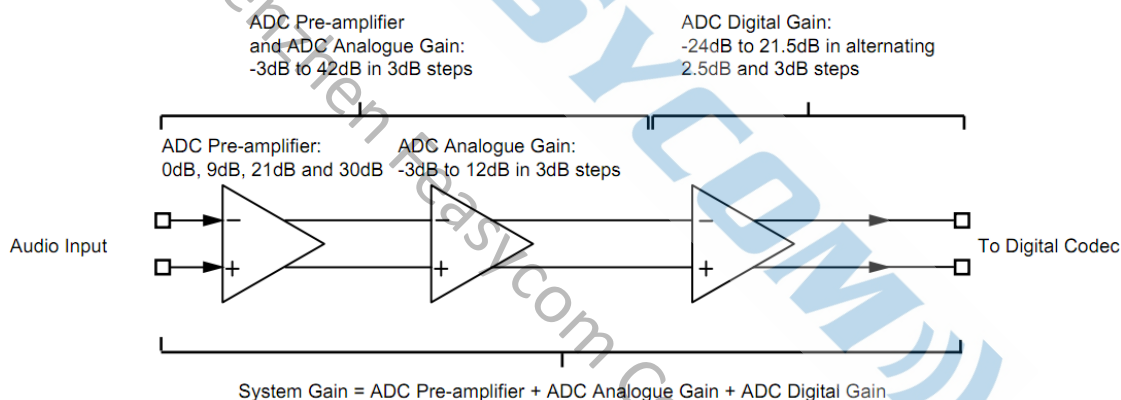 ADC Pre-amplifier
and ADC Analogue Gain:
-3dB to 42dB in 3dB steps
ADC Digital Gain:
-24dB to 21.5dB in alternating
2.5dB and 3dB steps
ADC Pre-amplifier:
0dB, 9dB, 21dB and 30dB
ADC Analogue Gain:
-3dB to 12dB in 3dB steps
Audio Input
To Digital Codec
System Gain = ADC Pre-amplifier + ADC Analogue Gain + ADC Digital Gain
Feasycom